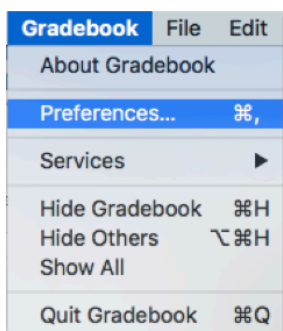 Gradebook File Edit
About Gradebook
Preferences... ⌘,
Services ▶
Hide Gradebook ⌘H
Hide Others ⌥⌘H
Show All
Quit Gradebook ⌘Q